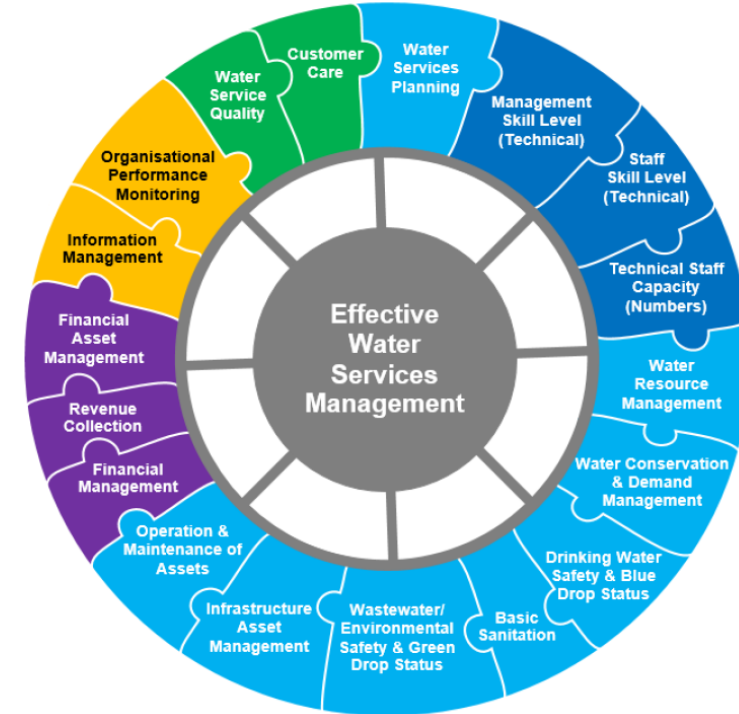 Water
Services
Planning
Management
Skill Level
(Technical)
Staff
Skill Level
(Technical)
Technical Staff
Capacity
(Numbers)
Water
Resource
Management
Water Conservation
& Demand
Management
Drinking Water
Safety & Blue
Drop Status
Basic
Sanitation
Wastewater/
Environmental
Safety & Green
Drop Status
Infrastructure
Asset
Management
Operation &
Maintenance of
Assets
Financial
Management
Revenue
Collection
Financial
Asset
Management
Information
Management
Organisational
Performance
Monitoring
Water
Service
Quality
Customer
Care
Effective
Water
Services
Management